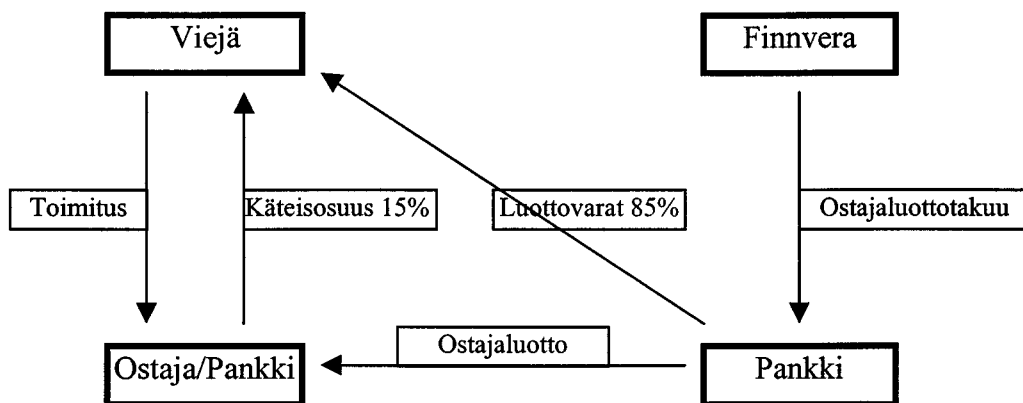 Viejä
Finnvera
Toimitus
Käteisosuus 15%
Luottovarat 85%
Ostajaluottotakuu
Ostajaluotto
Ostaja/Pankki
Pankki